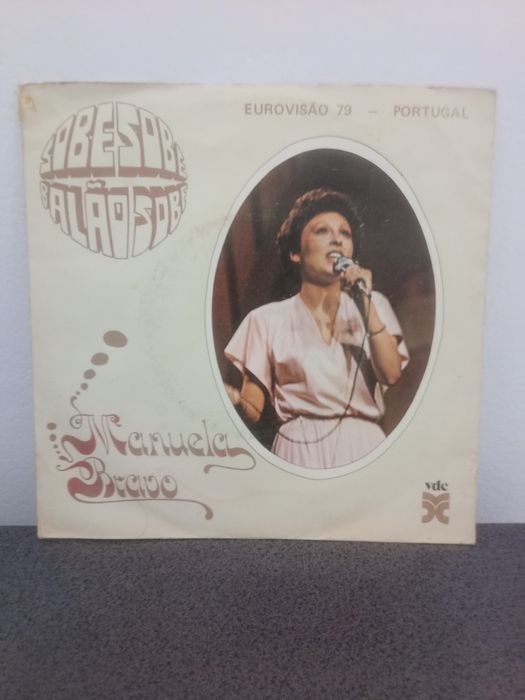 EUROVISÃO 79 – PORTUGAL
SOBE SOBE
BALÃO SOBE
Manuela
Bravo
vdc